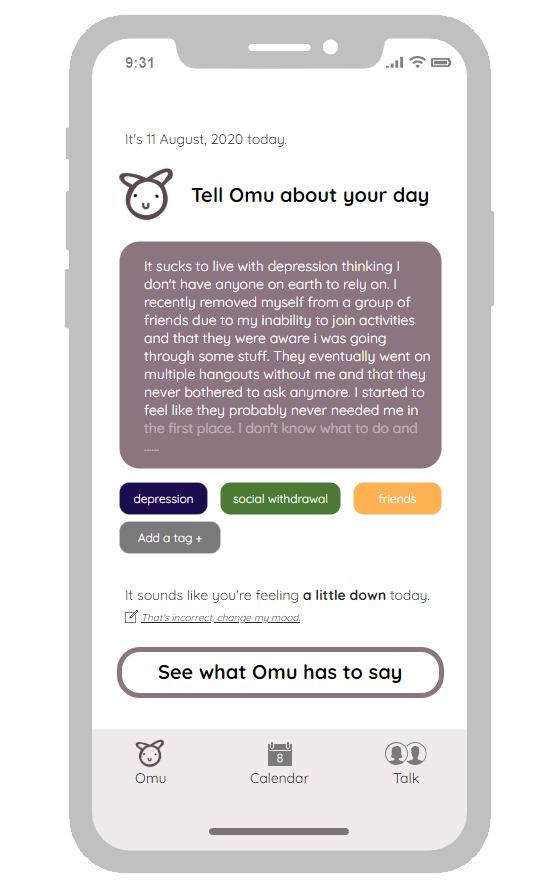 9:31
It's 11 August, 2020 today.
Tell Omu about your day
It sucks to live with depression thinking I
don't have anyone on earth to rely on. I
recently removed myself from a group of
friends due to my inability to join activities
and that they were aware i was going
through some stuff. They eventually went on
multiple hangouts without me and that they
never bothered to ask anymore. I started to
feel like they probably never needed me in
the first place. I don't know what to do and
......
depression social withdrawal friends
Add a tag +
It sounds like you're feeling a little down today.
That's incorrect, change my mood.
See what Omu has to say
8
Omu Calendar Talk